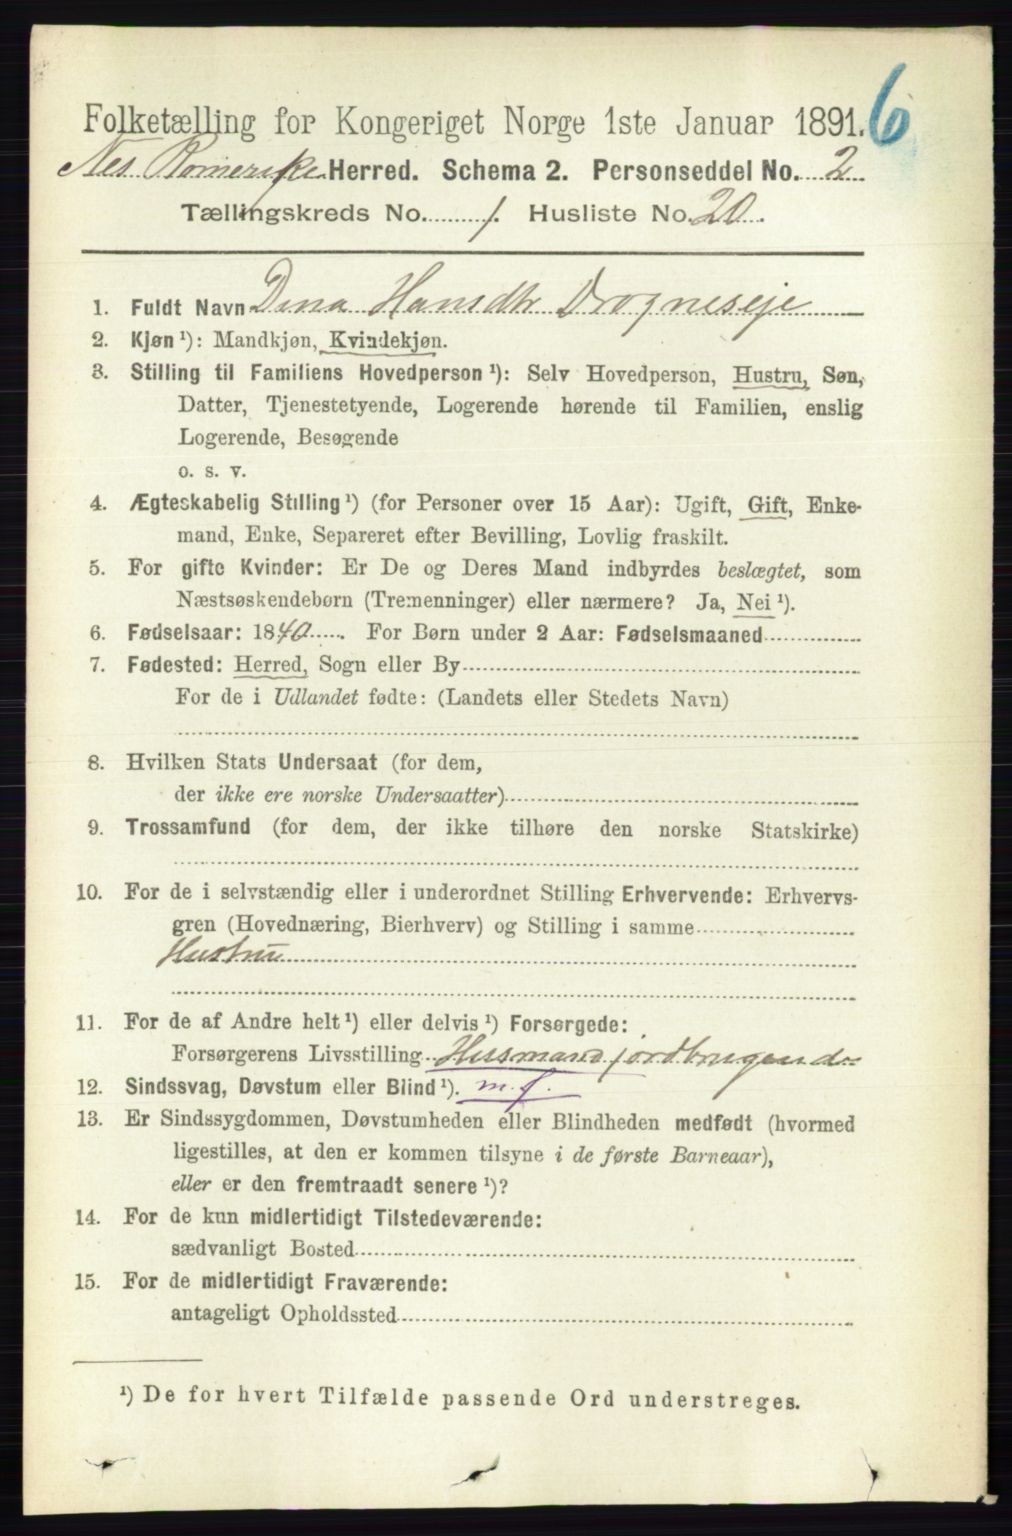 6
Folketælling for Kongeriget Norge 1ste Januar 1891.
Nes Romerike Herred. Schema 2. Personseddel No. 2
Tællingskreds No. 1. Husliste No. 20.
1. Fuldt Navn Dina Hansdtr Drogneseje
2. Kjøn ¹): Mandkjøn, Kvindekjøn.
3. Stilling til Familiens Hovedperson ¹): Selv Hovedperson, Hustru, Søn,
Datter, Tjenestetyende, Logerende hørende til Familien, enslig
Logerende, Besøgende
o. s. v.
4. Ægteskabelig Stilling ¹) (for Personer over 15 Aar): Ugift, Gift, Enke-
mand, Enke, Separeret efter Bevilling, Lovlig fraskilt.
5. For gifte Kvinder: Er De og Deres Mand indbyrdes beslægtet, som
Næstsøskendebørn (Tremenninger) eller nærmere? Ja, Nei ¹).
6. Fødselsaar: 1840. For Børn under 2 Aar: Fødselsmaaned
7. Fødested: Herred, Sogn eller By
For de i Udlandet fødte: (Landets eller Stedets Navn)
8. Hvilken Stats Undersaat (for dem,
der ikke ere norske Undersaatter)
9. Trossamfund (for dem, der ikke tilhøre den norske Statskirke)
10. For de i selvstændig eller i underordnet Stilling Erhvervende: Erhvervs-
gren (Hovednæring, Bierhverv) og Stilling i samme
Hustru
11. For de af Andre helt ¹) eller delvis ¹) Forsørgede:
Forsørgerens Livsstilling Husmand jordbrugende
12. Sindssvag, Døvstum eller Blind ¹). m. f.
13. Er Sindssygdommen, Døvstumheden eller Blindheden medfødt (hvormed
ligestilles, at den er kommen tilsyne i de første Barneaar),
eller er den fremtraadt senere ¹)?
14. For de kun midlertidigt Tilstedeværende:
sædvanligt Bosted
15. For de midlertidigt Fraværende:
antageligt Opholdssted
¹) De for hvert Tilfælde passende Ord understreges.